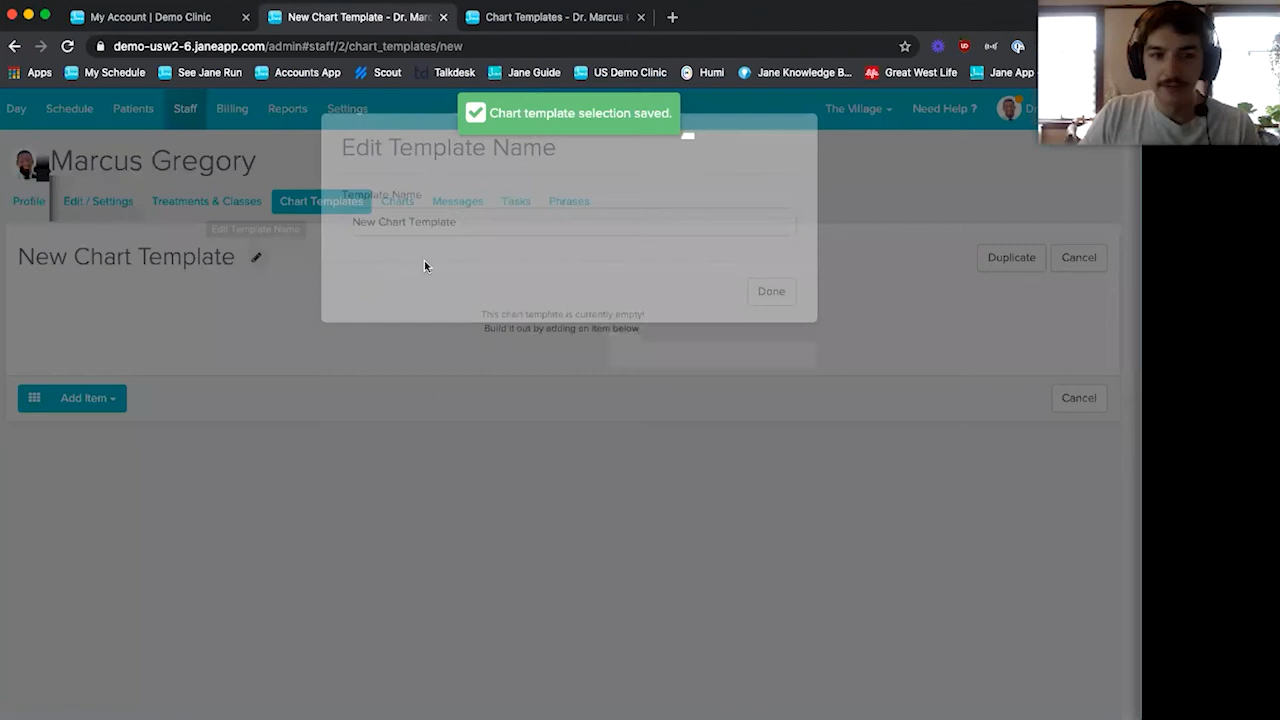 My Account | Demo Clinic
New Chart Template - Dr. Marc
Chart Templates - Dr. Marcus
demo-usw2-6.janeapp.com/admin#staff/2/chart_templates/new
Apps My Schedule See Jane Run Accounts App Scout Talkdesk Jane Guide US Demo Clinic Humi Jane Knowledge B... Great West Life Jane App
Day Schedule Patients Staff Billing Reports Settings The Village Need Help ? Dr
Chart template selection saved.
Marcus Gregory
Edit Template Name
Template Name
Profile Edit / Settings Treatments & Classes Chart Templates Charts Messages Tasks Phrases
New Chart Template
Edit Template Name
New Chart Template
Duplicate Cancel
Done
This chart template is currently empty!
Build it out by adding an item below
Add Item Cancel